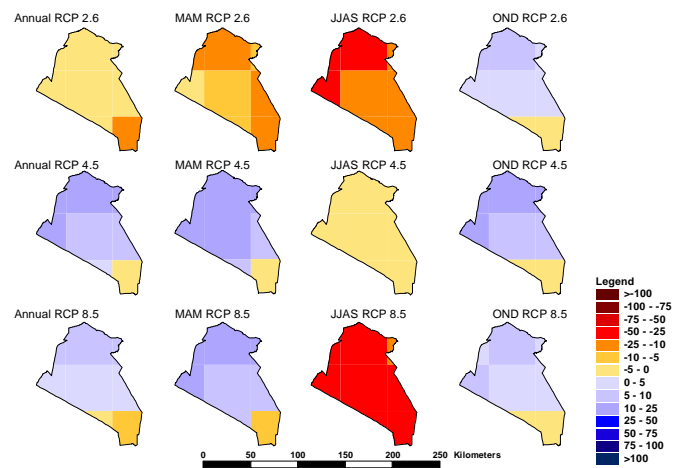 Annual RCP 2.6 MAM RCP 2.6 JJAS RCP 2.6 OND RCP 2.6
Annual RCP 4.5 MAM RCP 4.5 JJAS RCP 4.5 OND RCP 4.5
Annual RCP 8.5 MAM RCP 8.5 JJAS RCP 8.5 OND RCP 8.5
Legend
>-100
-100 - -75
-75 - -50
-50 - -25
-25 - -10
-10 - -5
-5 - 0
0 - 5
5 - 10
10 - 25
25 - 50
50 - 75
75 - 100
>100
0 50 100 150 200 250 Kilometers